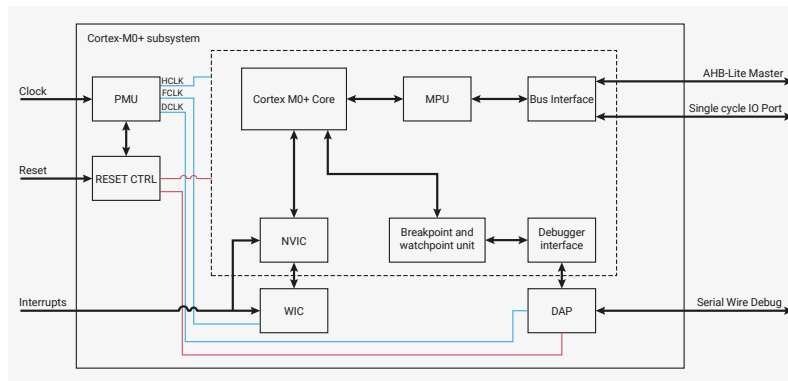 Cortex-M0+ subsystem
Clock
PMU
HCLK
FCLK
DCLK
Cortex M0+ Core
MPU
Bus Interface
AHB-Lite Master
Single cycle IO Port
Reset
RESET CTRL
NVIC
Breakpoint and
watchpoint unit
Debugger
interface
Interrupts
WIC
DAP
Serial Wire Debug